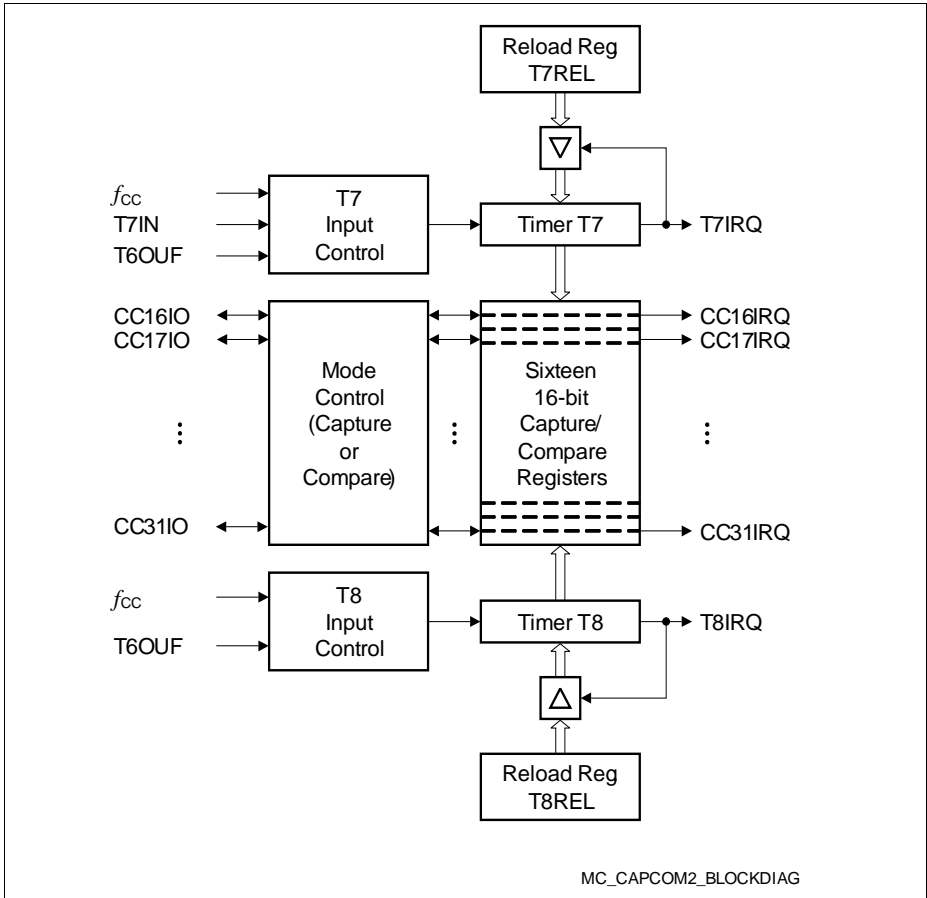 Reload Reg
T7REL
fCC
T7IN
T6OUF
T7
Input
Control
Timer T7
T7IRQ
CC16IO
CC17IO
CC31IO
Mode
Control
(Capture
or
Compare)
Sixteen
16-bit
Capture/
Compare
Registers
CC16IRQ
CC17IRQ
CC31IRQ
fCC
T6OUF
T8
Input
Control
Timer T8
T8IRQ
Reload Reg
T8REL
MC_CAPCOM2_BLOCKDIAG